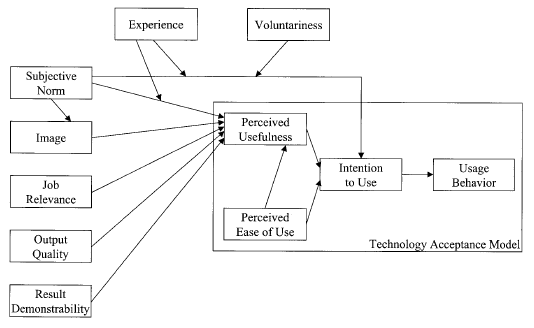 Experience
Voluntariness
Subjective
Norm
Image
Job
Relevance
Output
Quality
Result
Demonstrability
Perceived
Usefulness
Perceived
Ease of Use
Intention
to Use
Usage
Behavior
Technology Acceptance Model